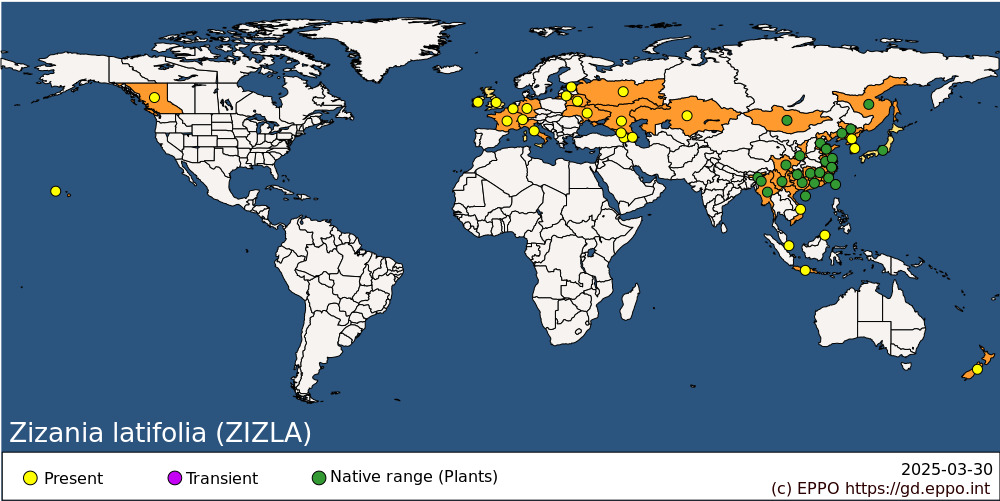 Zizania latifolia (ZIZLA)
Present
Transient
Native range (Plants)
2025-03-30
(c) EPPO https://gd.eppo.int